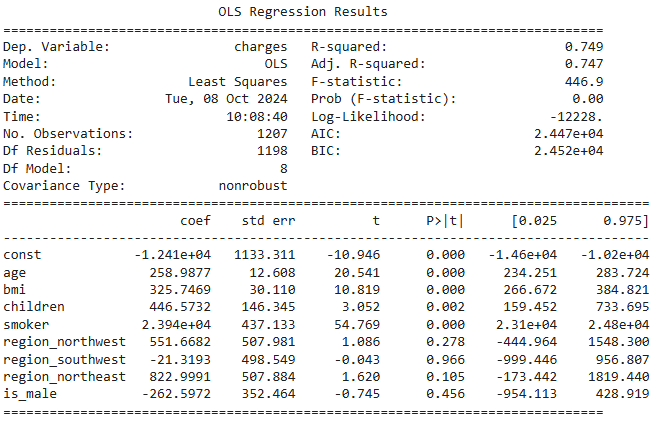 OLS Regression Results
==============================================================================
Dep. Variable:                charges   R-squared:                       0.749
Model:                            OLS   Adj. R-squared:                  0.747
Method:                 Least Squares   F-statistic:                     446.9
Date:                Tue, 08 Oct 2024   Prob (F-statistic):               0.00
Time:                        10:08:40   Log-Likelihood:                -12228.
No. Observations:                1207   AIC:                         2.447e+04
Df Residuals:                    1198   BIC:                         2.452e+04
Df Model:                           8
Covariance Type:            nonrobust
====================================================================================
                       coef    std err          t      P>|t|      [0.025      0.975]
------------------------------------------------------------------------------------
const            -1.241e+04   1133.311    -10.946      0.000   -1.46e+04   -1.02e+04
age                258.9877     12.608     20.541      0.000     234.251     283.724
bmi                325.7469     30.110     10.819      0.000     266.672     384.821
children           446.5732    146.345      3.052      0.002     159.452     733.695
smoker            2.394e+04    437.133     54.769      0.000    2.31e+04    2.48e+04
region_northwest   551.6682    507.981      1.086      0.278    -444.964    1548.300
region_southwest   -21.3193    498.549     -0.043      0.966    -999.446     956.807
region_northeast   822.9991    507.884      1.620      0.105    -173.442    1819.440
is_male           -262.5972    352.464     -0.745      0.456    -954.113     428.919
==============================================================================